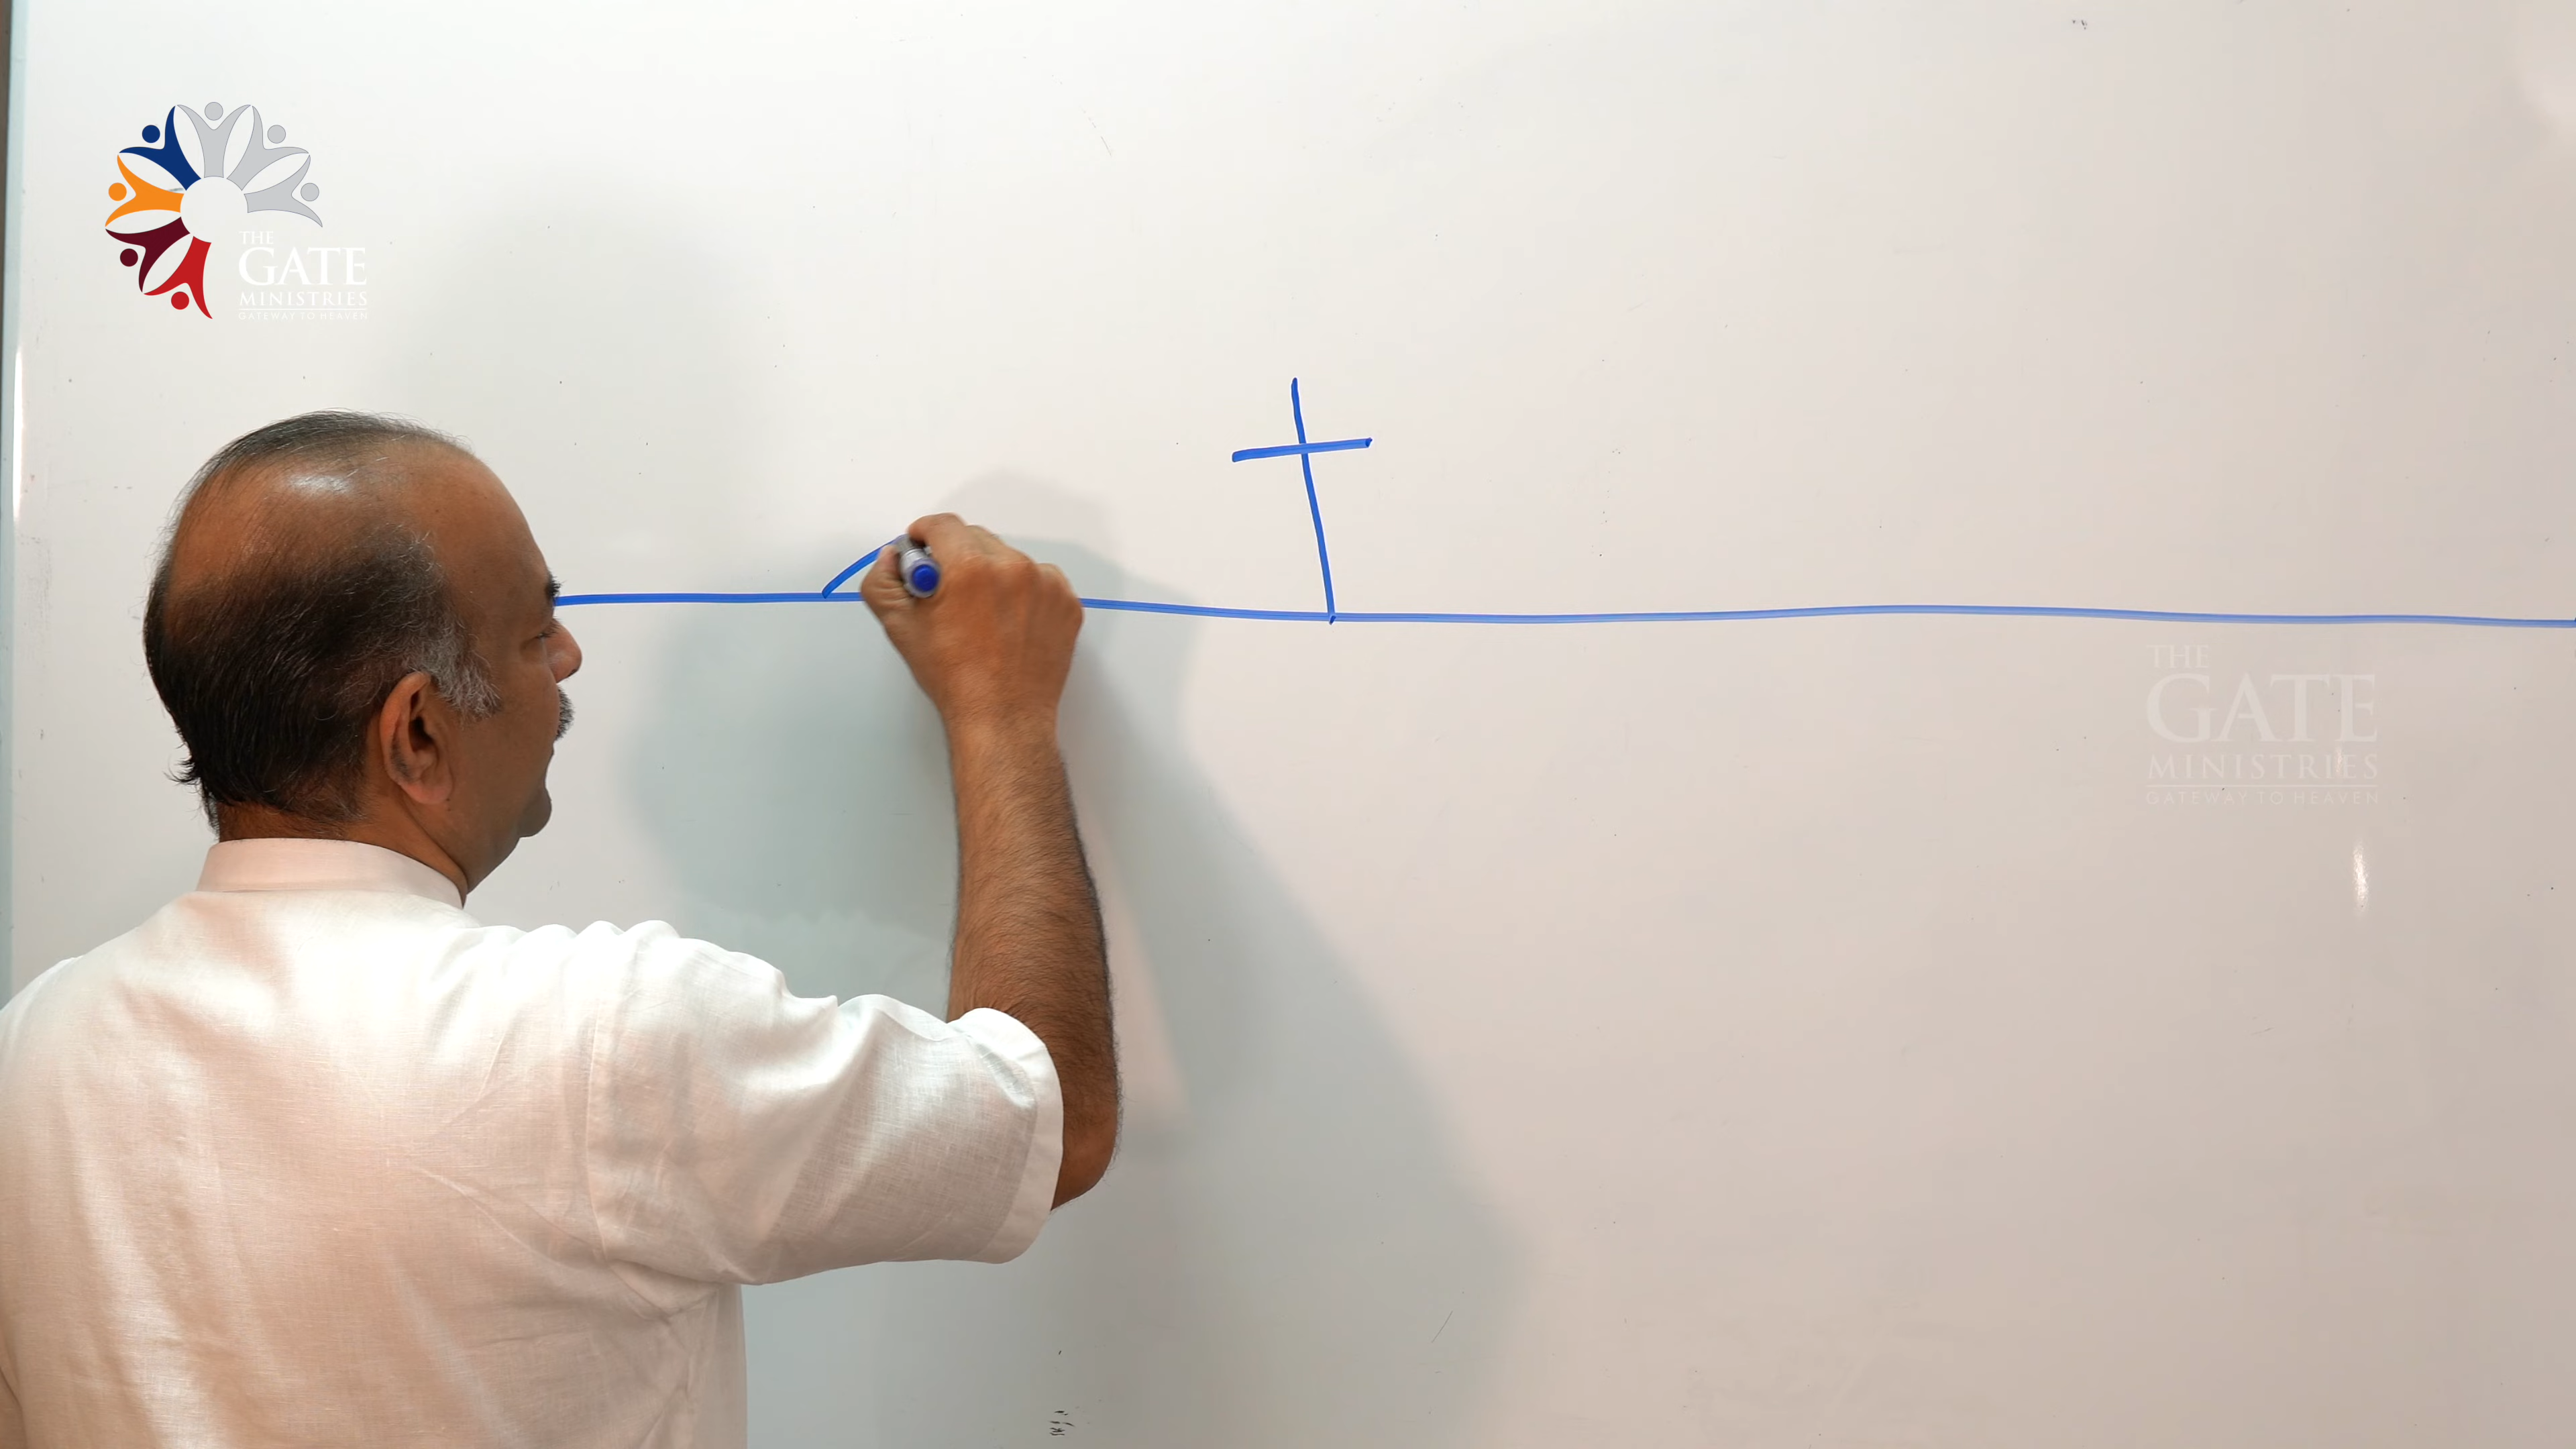 THE
GATE
MINISTRIES
GATEWAY TO HEAVEN
THE
GATE
MINISTRIES
GATEWAY TO HEAVEN